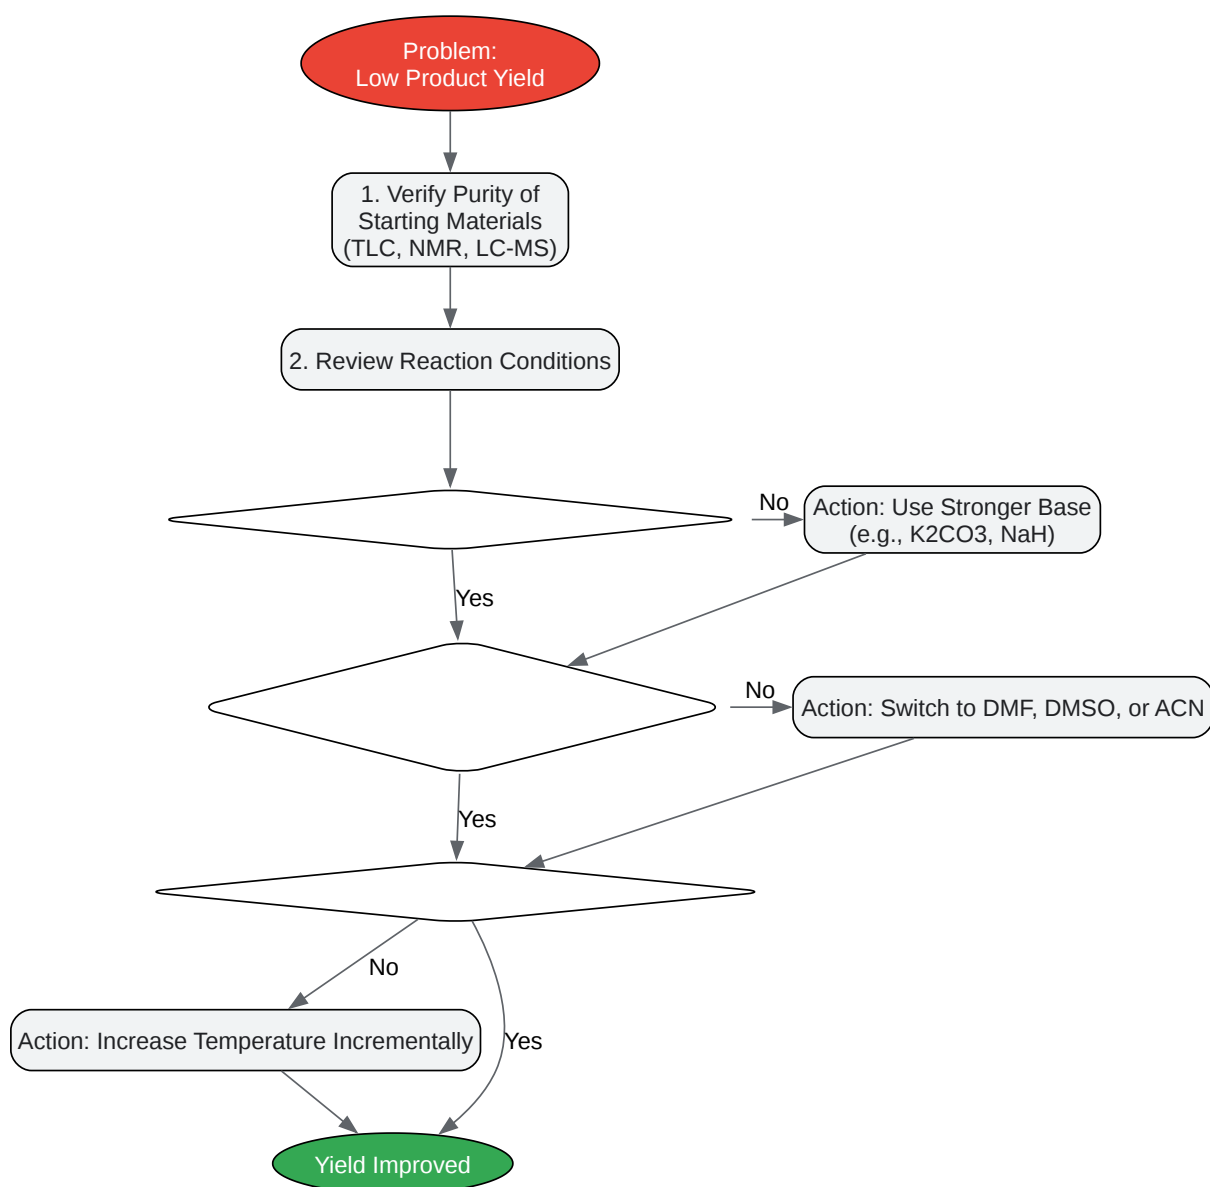 Problem:
Low Product Yield
1. Verify Purity of
Starting Materials
(TLC, NMR, LC-MS)
2. Review Reaction Conditions
No
Action: Use Stronger Base
(e.g., K2CO3, NaH)
Yes
No
Action: Switch to DMF, DMSO, or ACN
Yes
No
Action: Increase Temperature Incrementally
Yes
Yield Improved